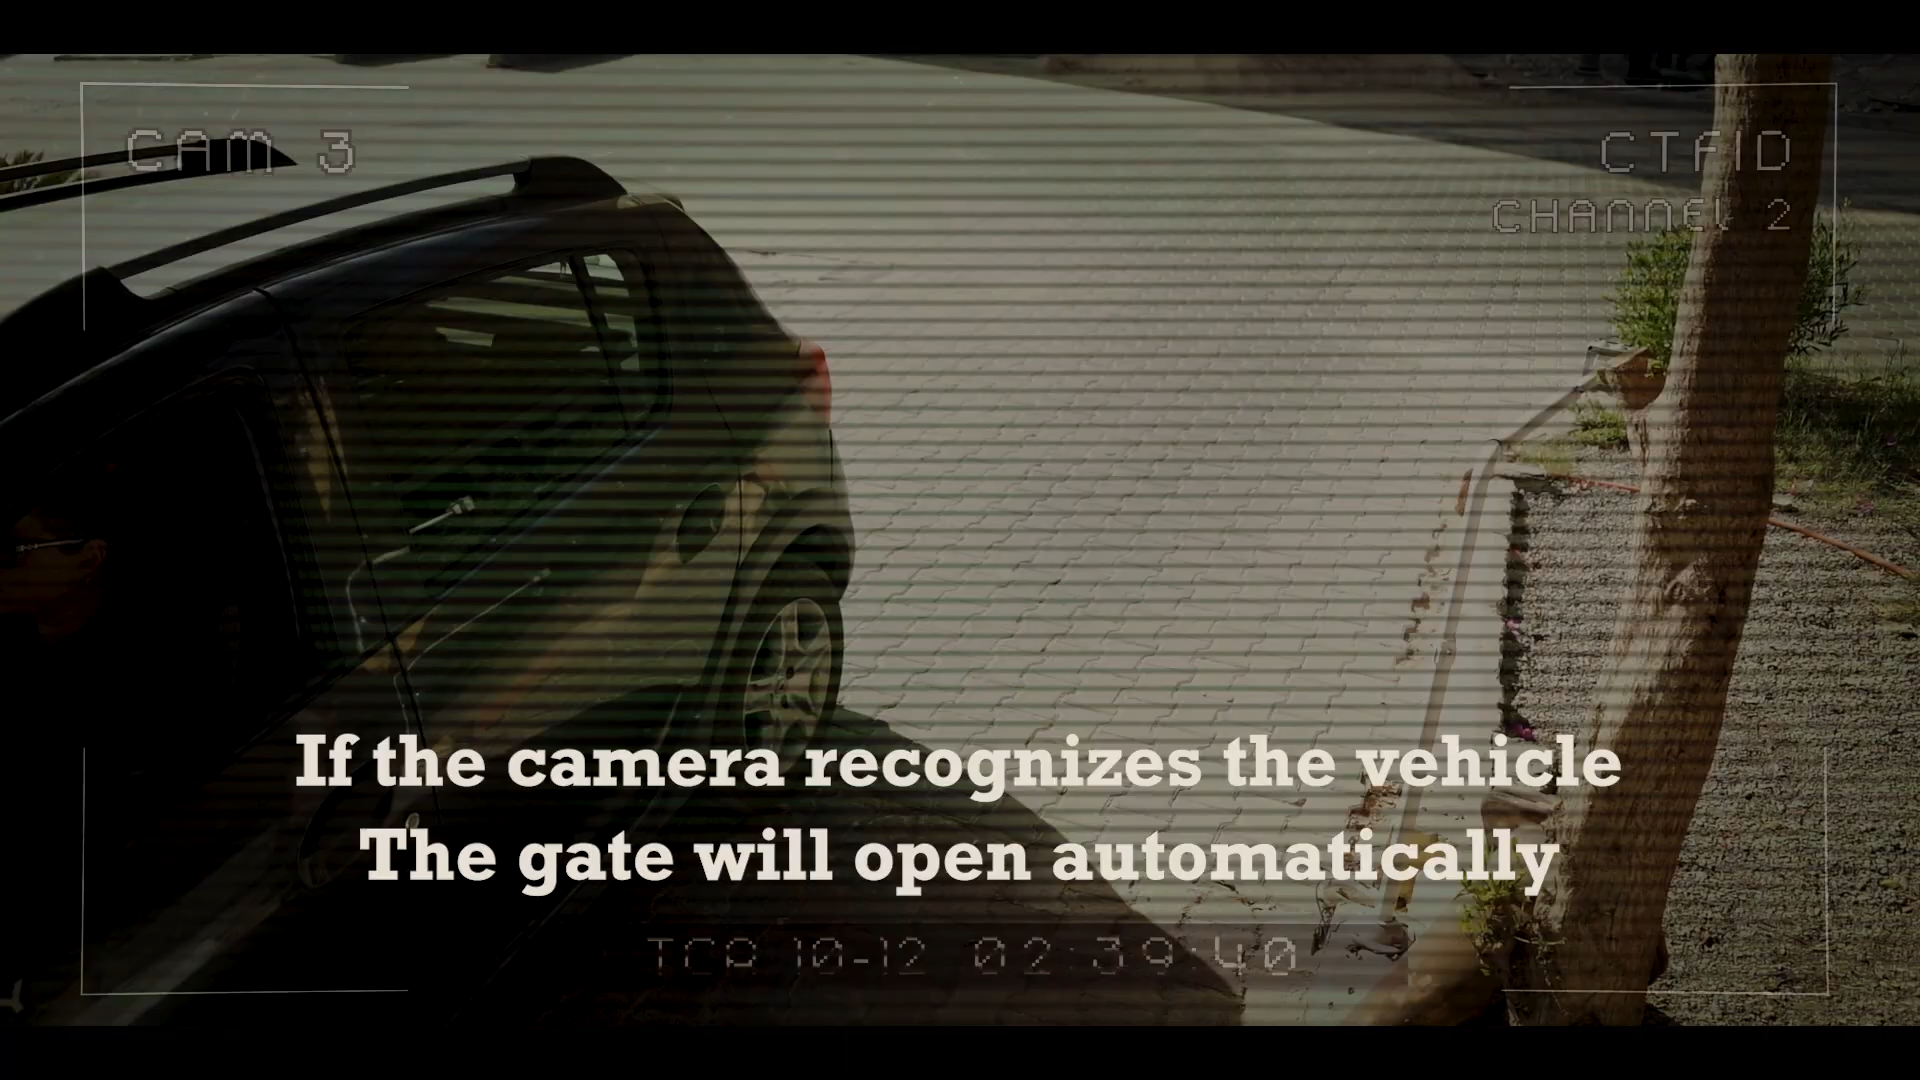 CAM 3
CTFID
CHANNEL 2
If the camera recognizes the vehicle
The gate will open automatically
TCR 10-12 02:39:40